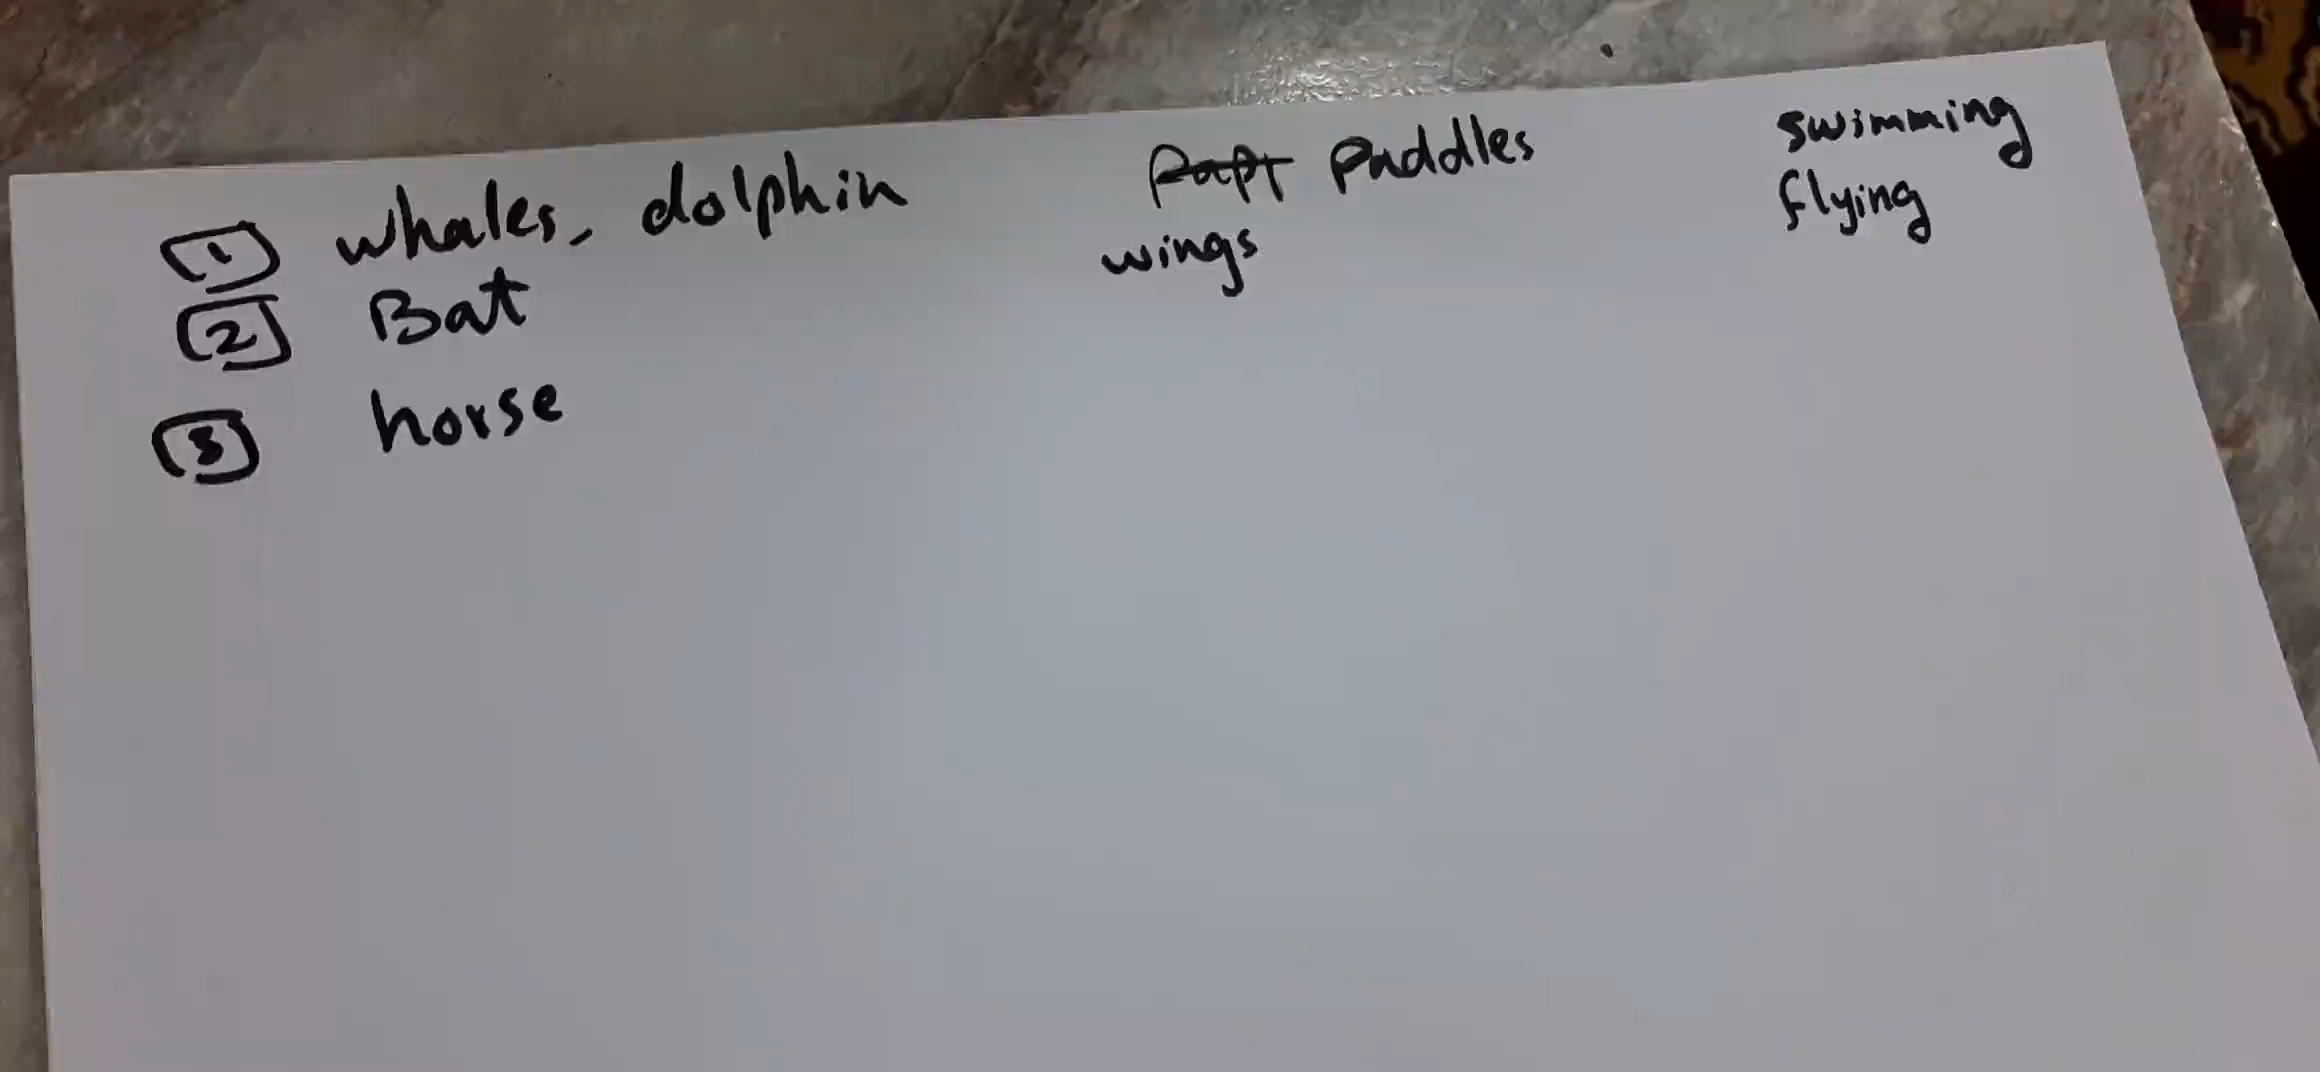 1 whales, dolphin Paddles swimming
2 Bat wings flying
3 horse